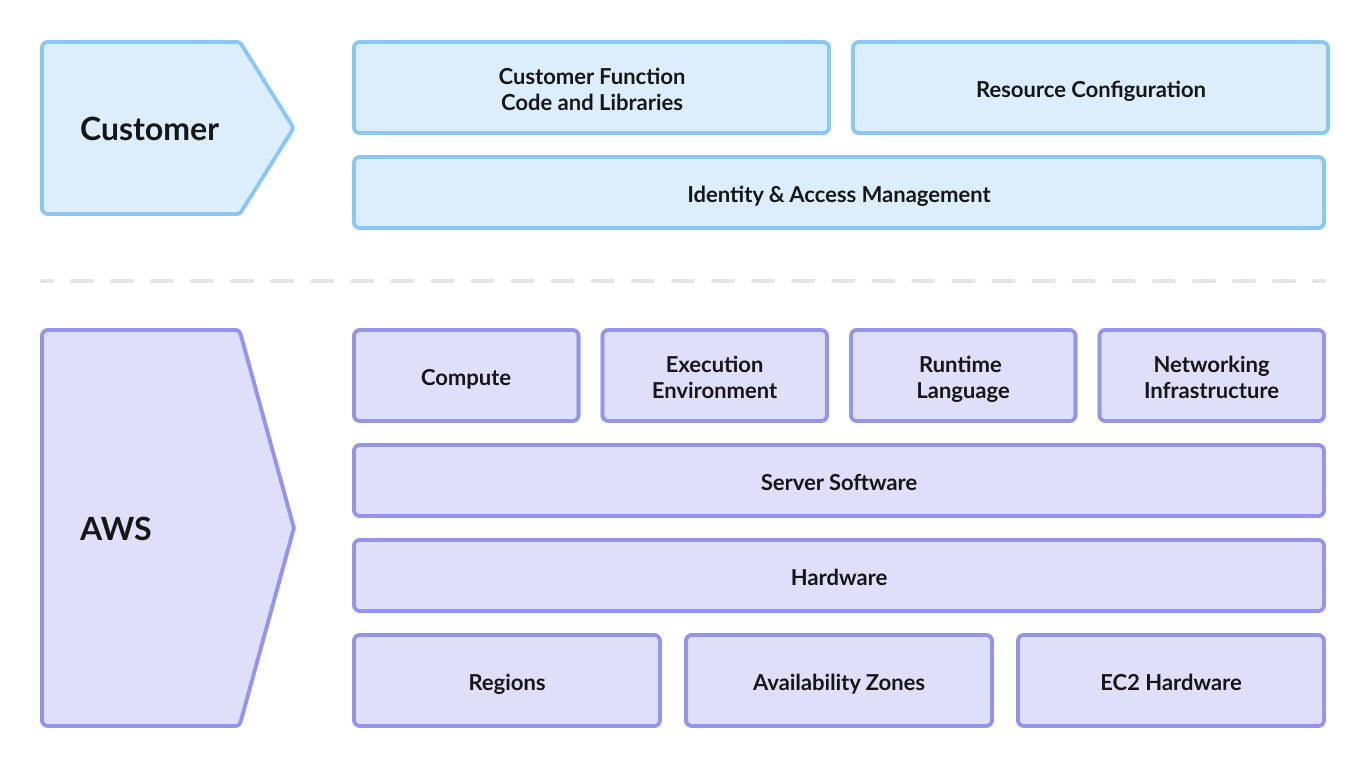 Customer
Customer Function
Code and Libraries
Resource Configuration
Identity & Access Management
AWS
Compute
Execution
Environment
Runtime
Language
Networking
Infrastructure
Server Software
Hardware
Regions
Availability Zones
EC2 Hardware